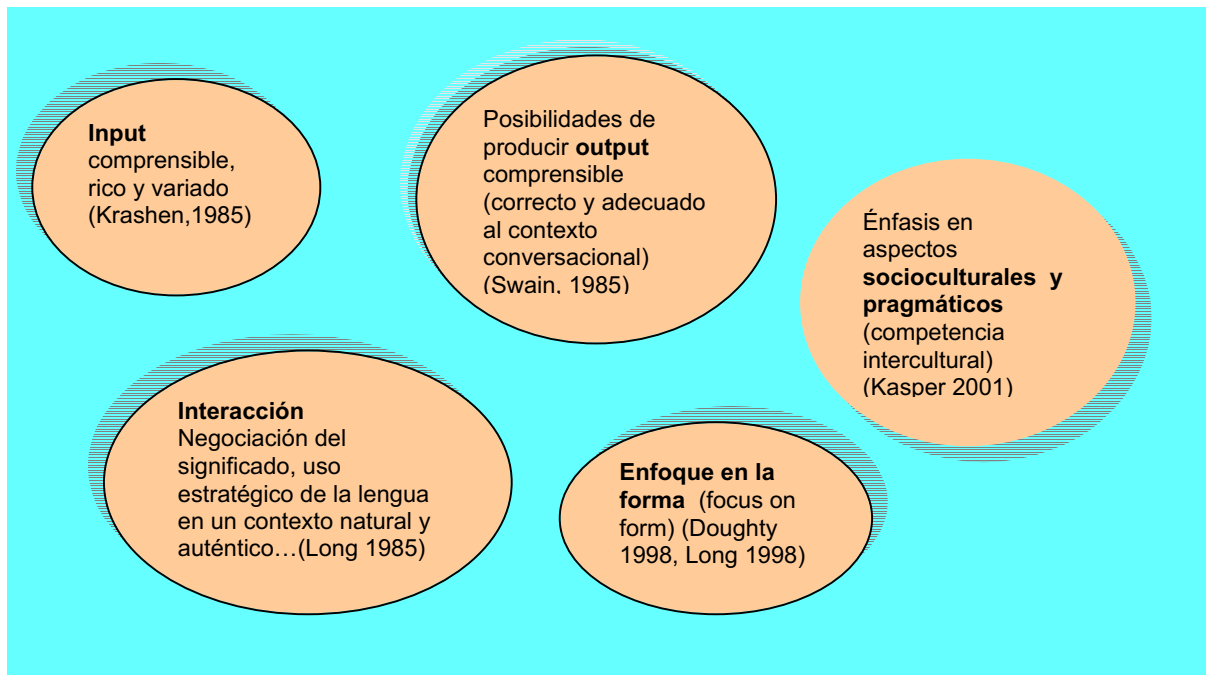 Input
comprensible,
rico y variado
(Krashen,1985)
Posibilidades de
producir output
comprensible
(correcto y adecuado
al contexto
conversacional)
(Swain, 1985)
Énfasis en
aspectos
socioculturales y
pragmáticos
(competencia
intercultural)
(Kasper 2001)
Interacción
Negociación del
significado, uso
estratégico de la lengua
en un contexto natural y
auténtico…(Long 1985)
Enfoque en la
forma (focus on
form) (Doughty
1998, Long 1998)